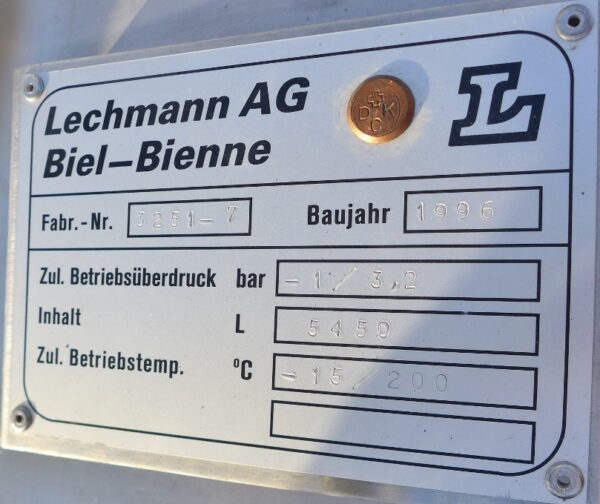 Lechmann AG
Biel–Bienne
D K
C
L
Fabr.-Nr. 3251-7 Baujahr 1996
Zul. Betriebsüberdruck bar -1/3,2
Inhalt L 5450
Zul. Betriebstemp. °C -15/200